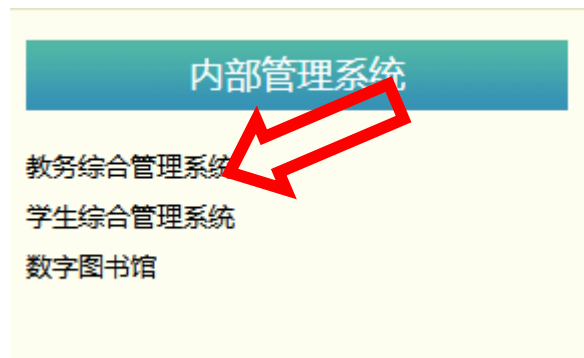 内部管理系统
教务综合管理系统
学生综合管理系统
数字图书馆